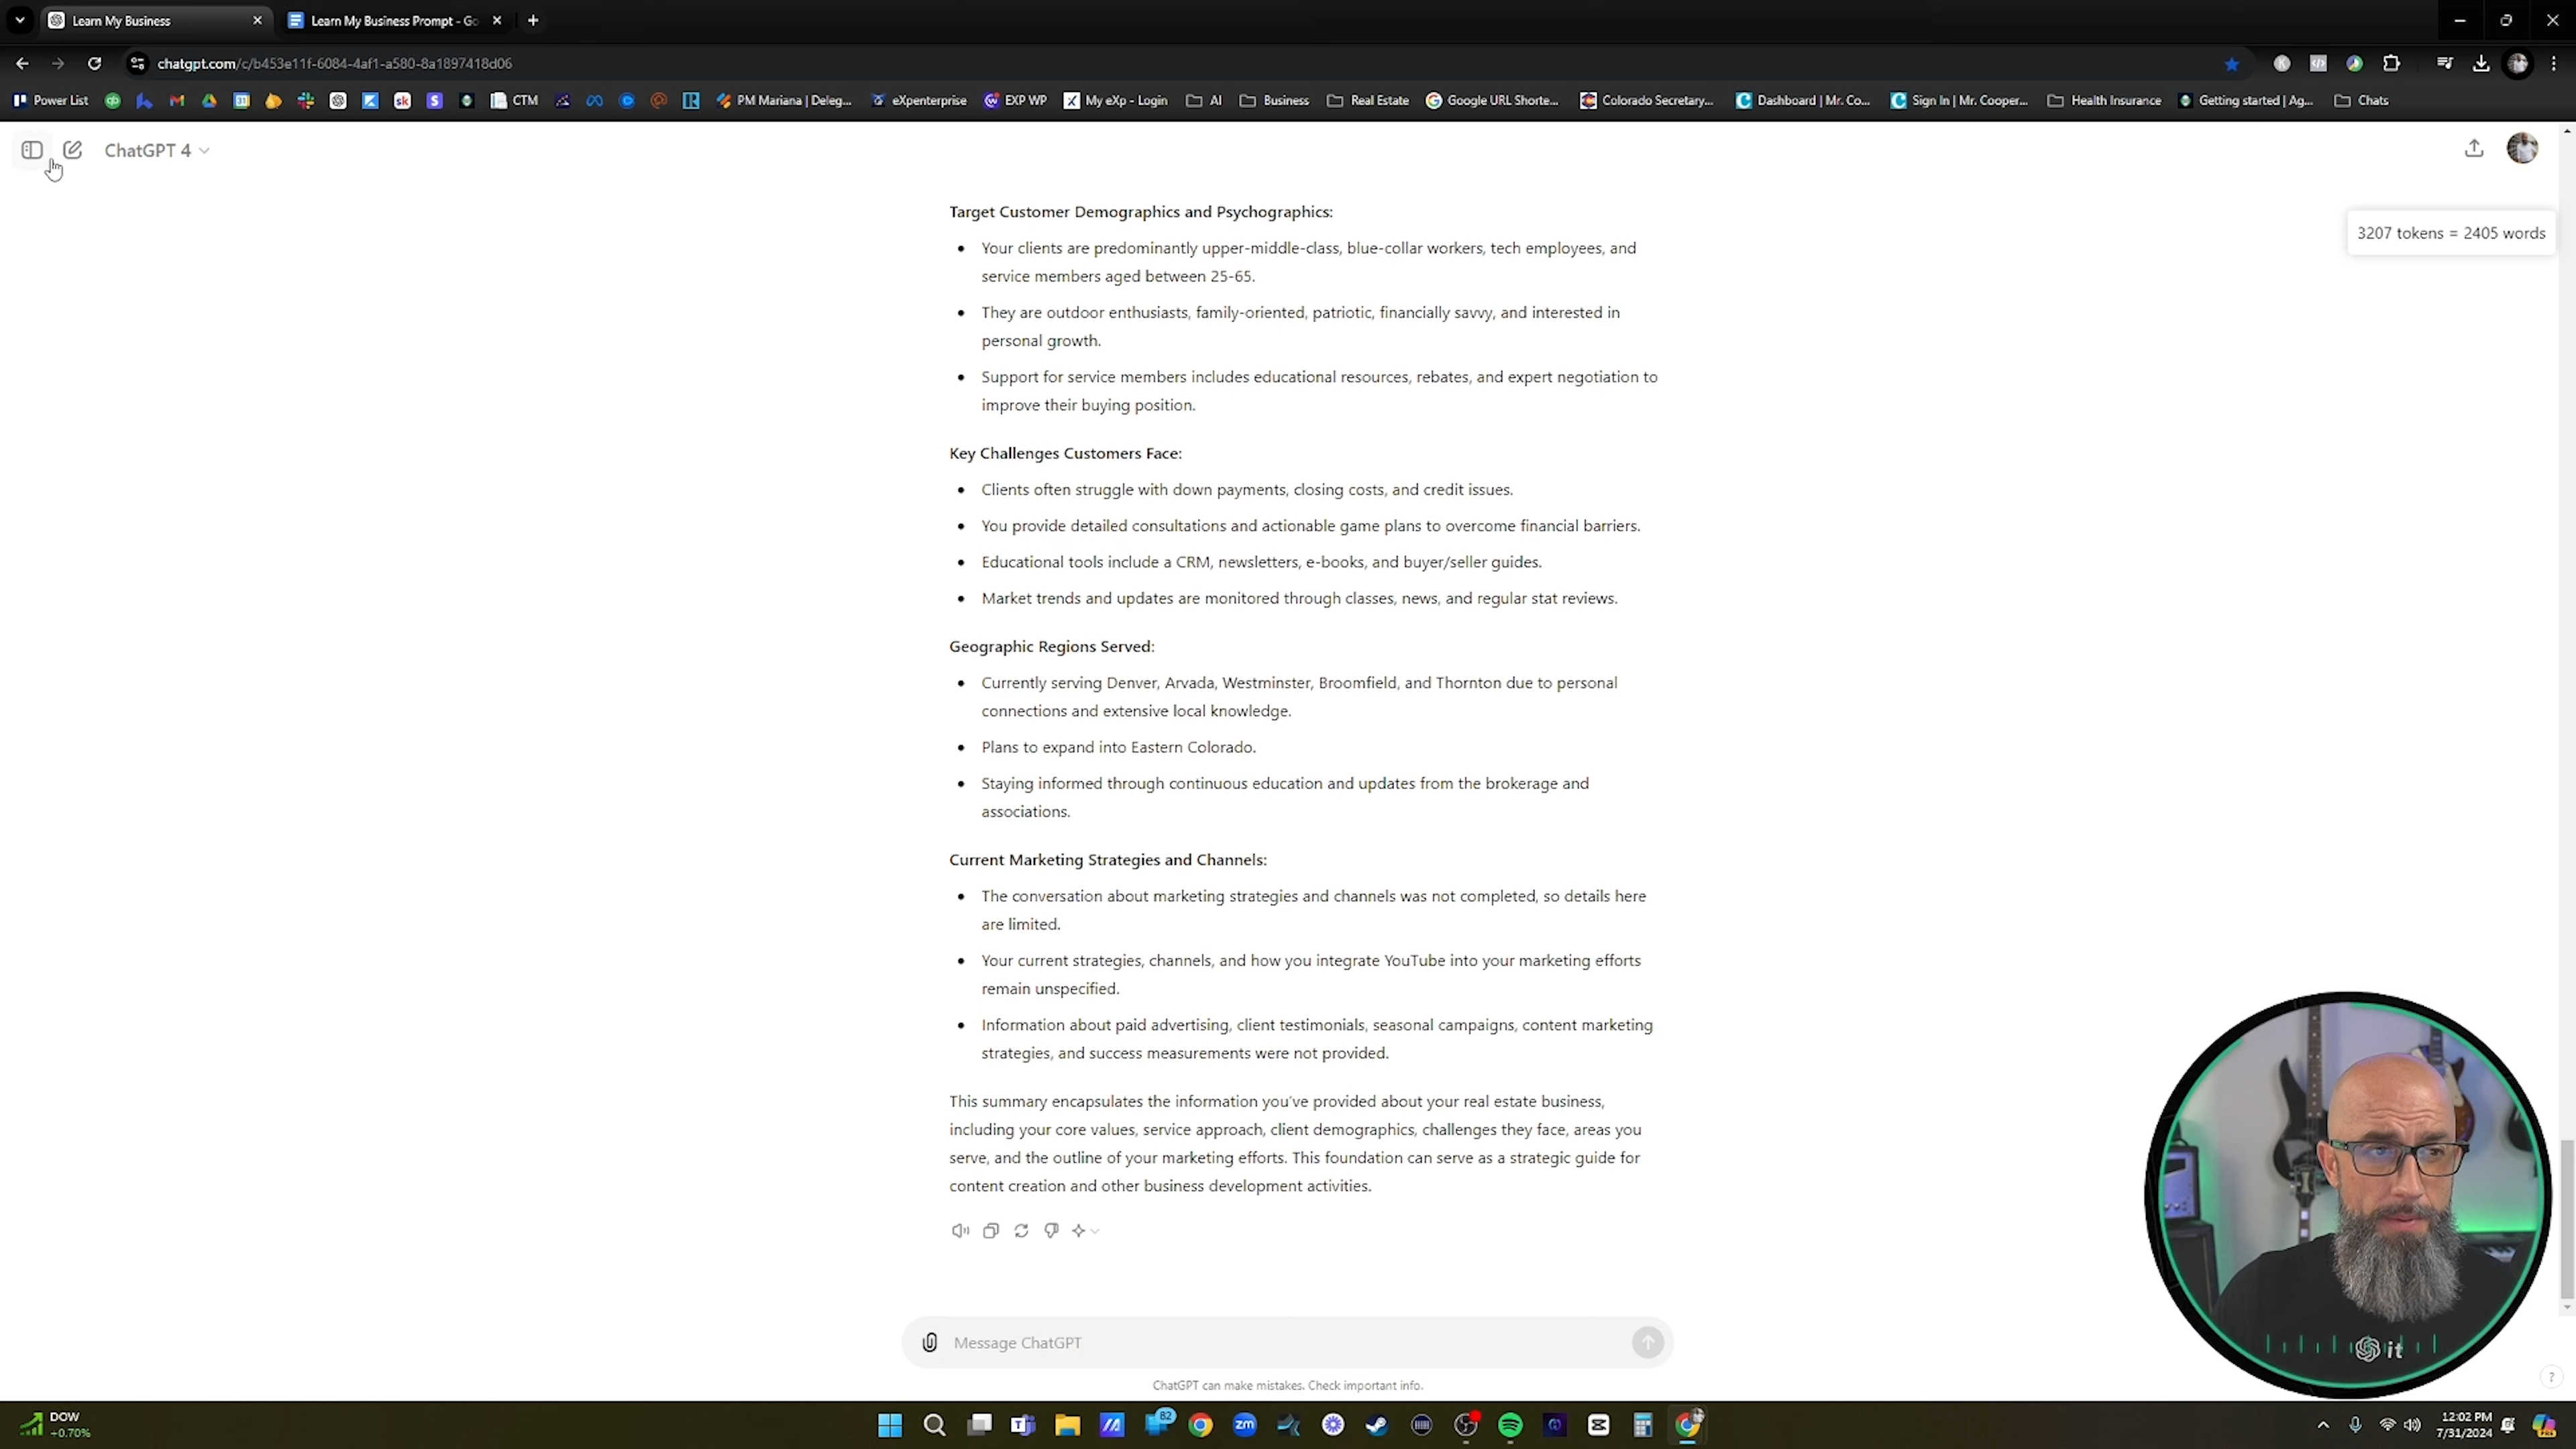 Learn My Business
Learn My Business Prompt - Go
chatgpt.com/c/b453e11f-6084-4af1-a580-8a1897418d06
Power List
CTM
PM Mariana | Deleg...
eXpenterprise
EXP WP
My eXp - Login
AI
Business
Real Estate
Google URL Shorte...
Colorado Secretary...
Dashboard | Mr. Co...
Sign In | Mr. Cooper...
Health Insurance
Getting started | Ag...
Chats
ChatGPT 4
3207 tokens = 2405 words
Target Customer Demographics and Psychographics:
• Your clients are predominantly upper-middle-class, blue-collar workers, tech employees, and
service members aged between 25-65.
• They are outdoor enthusiasts, family-oriented, patriotic, financially savvy, and interested in
personal growth.
• Support for service members includes educational resources, rebates, and expert negotiation to
improve their buying position.
Key Challenges Customers Face:
• Clients often struggle with down payments, closing costs, and credit issues.
• You provide detailed consultations and actionable game plans to overcome financial barriers.
• Educational tools include a CRM, newsletters, e-books, and buyer/seller guides.
• Market trends and updates are monitored through classes, news, and regular stat reviews.
Geographic Regions Served:
• Currently serving Denver, Arvada, Westminster, Broomfield, and Thornton due to personal
connections and extensive local knowledge.
• Plans to expand into Eastern Colorado.
• Staying informed through continuous education and updates from the brokerage and
associations.
Current Marketing Strategies and Channels:
• The conversation about marketing strategies and channels was not completed, so details here
are limited.
• Your current strategies, channels, and how you integrate YouTube into your marketing efforts
remain unspecified.
• Information about paid advertising, client testimonials, seasonal campaigns, content marketing
strategies, and success measurements were not provided.
This summary encapsulates the information you've provided about your real estate business,
including your core values, service approach, client demographics, challenges they face, areas you
serve, and the outline of your marketing efforts. This foundation can serve as a strategic guide for
content creation and other business development activities.
Message ChatGPT
ChatGPT can make mistakes. Check important info.
it
?
DOW
+0.70%
82
zm
12:02 PM
7/31/2024